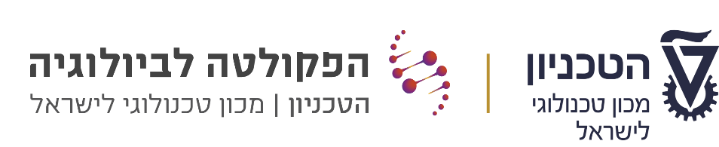 הטכניון
מכון טכנולוגי
לישראל
הפקולטה לביולוגיה
הטכניון | מכון טכנולוגי לישראל